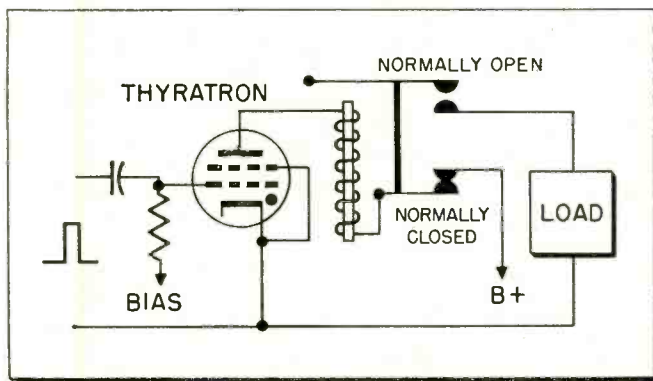 NORMALLY OPEN
THYRATRON
NORMALLY
CLOSED
LOAD
BIAS
B+